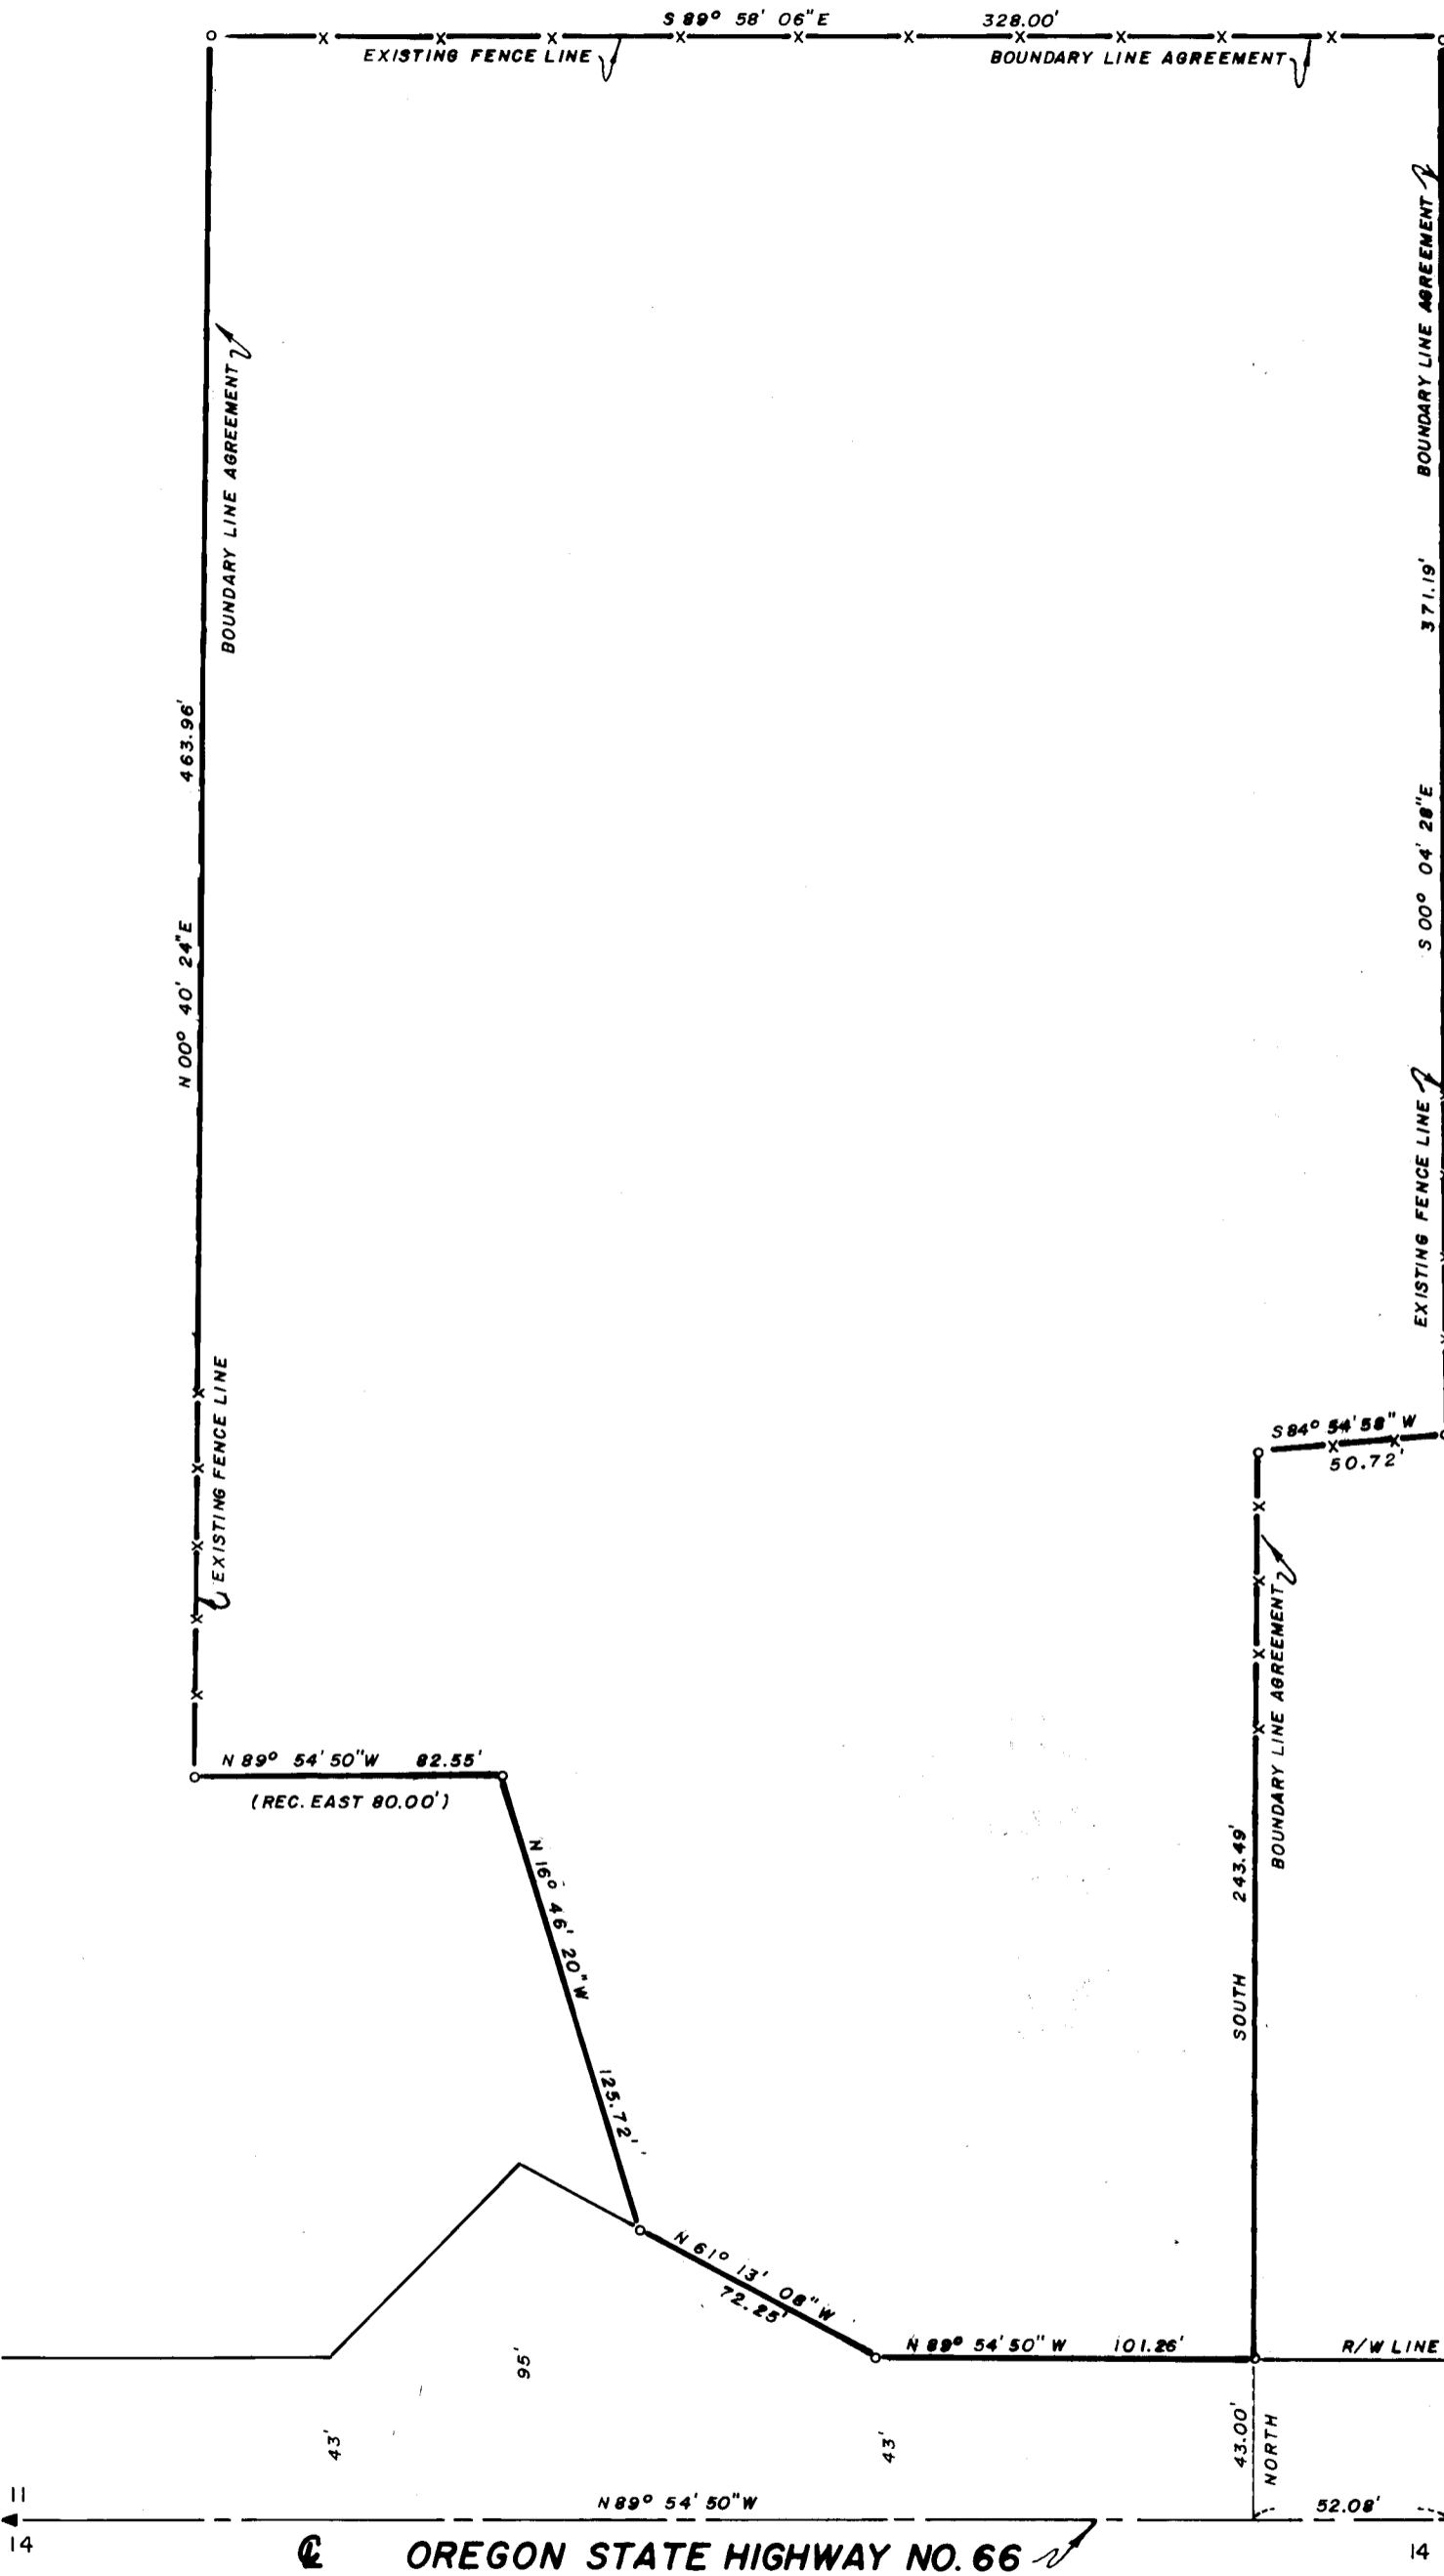 S 89° 58' 06"E 328.00'
EXISTING FENCE LINE
BOUNDARY LINE AGREEMENT
BOUNDARY LINE AGREEMENT
463.96'
N 00° 40' 24"E
EXISTING FENCE LINE
BOUNDARY LINE AGREEMENT
371.19'
S 00° 04' 28"E
EXISTING FENCE LINE
S 84° 54' 58" W
50.72'
BOUNDARY LINE AGREEMENT
243.49'
SOUTH
N 89° 54' 50"W 82.55'
(REC. EAST 80.00')
N 16° 46' 20"W
125.72'
N 61° 13' 08"W
72.25'
N 89° 54' 50" W 101.26'
R/W LINE
95'
43'
43'
43.00'
NORTH
11
N 89° 54' 50"W
52.08'
14
℄ OREGON STATE HIGHWAY NO. 66
14